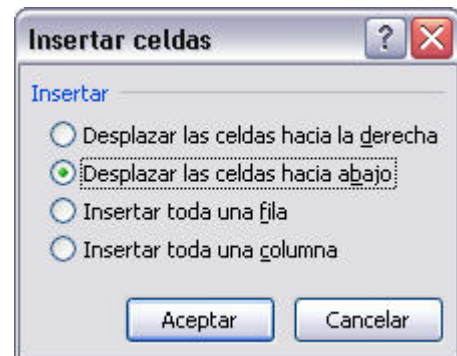 Insertar celdas
Insertar
Desplazar las celdas hacia la derecha
Desplazar las celdas hacia abajo
Insertar toda una fila
Insertar toda una columna
Aceptar Cancelar